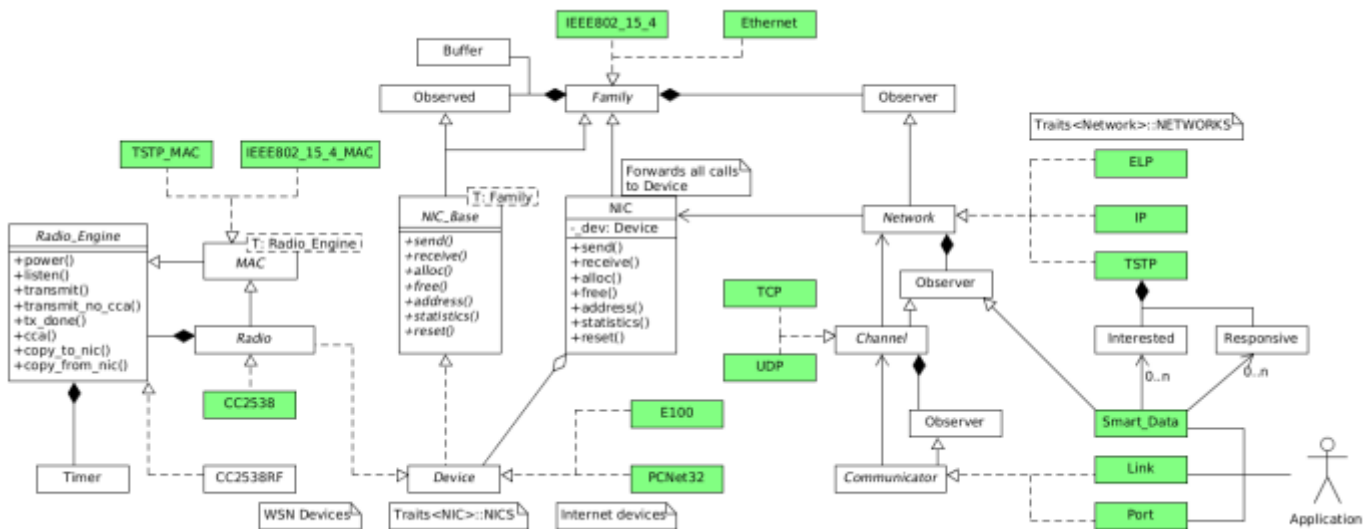 IEEE802_15_4
Ethernet
Buffer
Observed
Family
Observer
Traits<Network>::NETWORKS
TSTP_MAC
IEEE802_15_4_MAC
ELP
Forwards all calls
to Device
T: Family
NIC_Base
+send()
+receive()
+alloc()
+free()
+address()
+statistics()
+reset()
NIC
-_dev: Device
+send()
+receive()
+alloc()
+free()
+address()
+statistics()
+reset()
Network
IP
Radio_Engine
+power()
+listen()
+transmit()
+transmit_no_cca()
+tx_done()
+cca()
+copy_to_nic()
+copy_from_nic()
T: Radio_Engine
MAC
TSTP
Observer
TCP
Radio
Channel
Interested
Responsive
UDP
0..n
0..n
CC2538
E100
Observer
Smart_Data
Timer
CC2538RF
Device
PCNet32
Communicator
Link
WSN Devices
Traits<NIC>::NICS
Internet devices
Port
Application